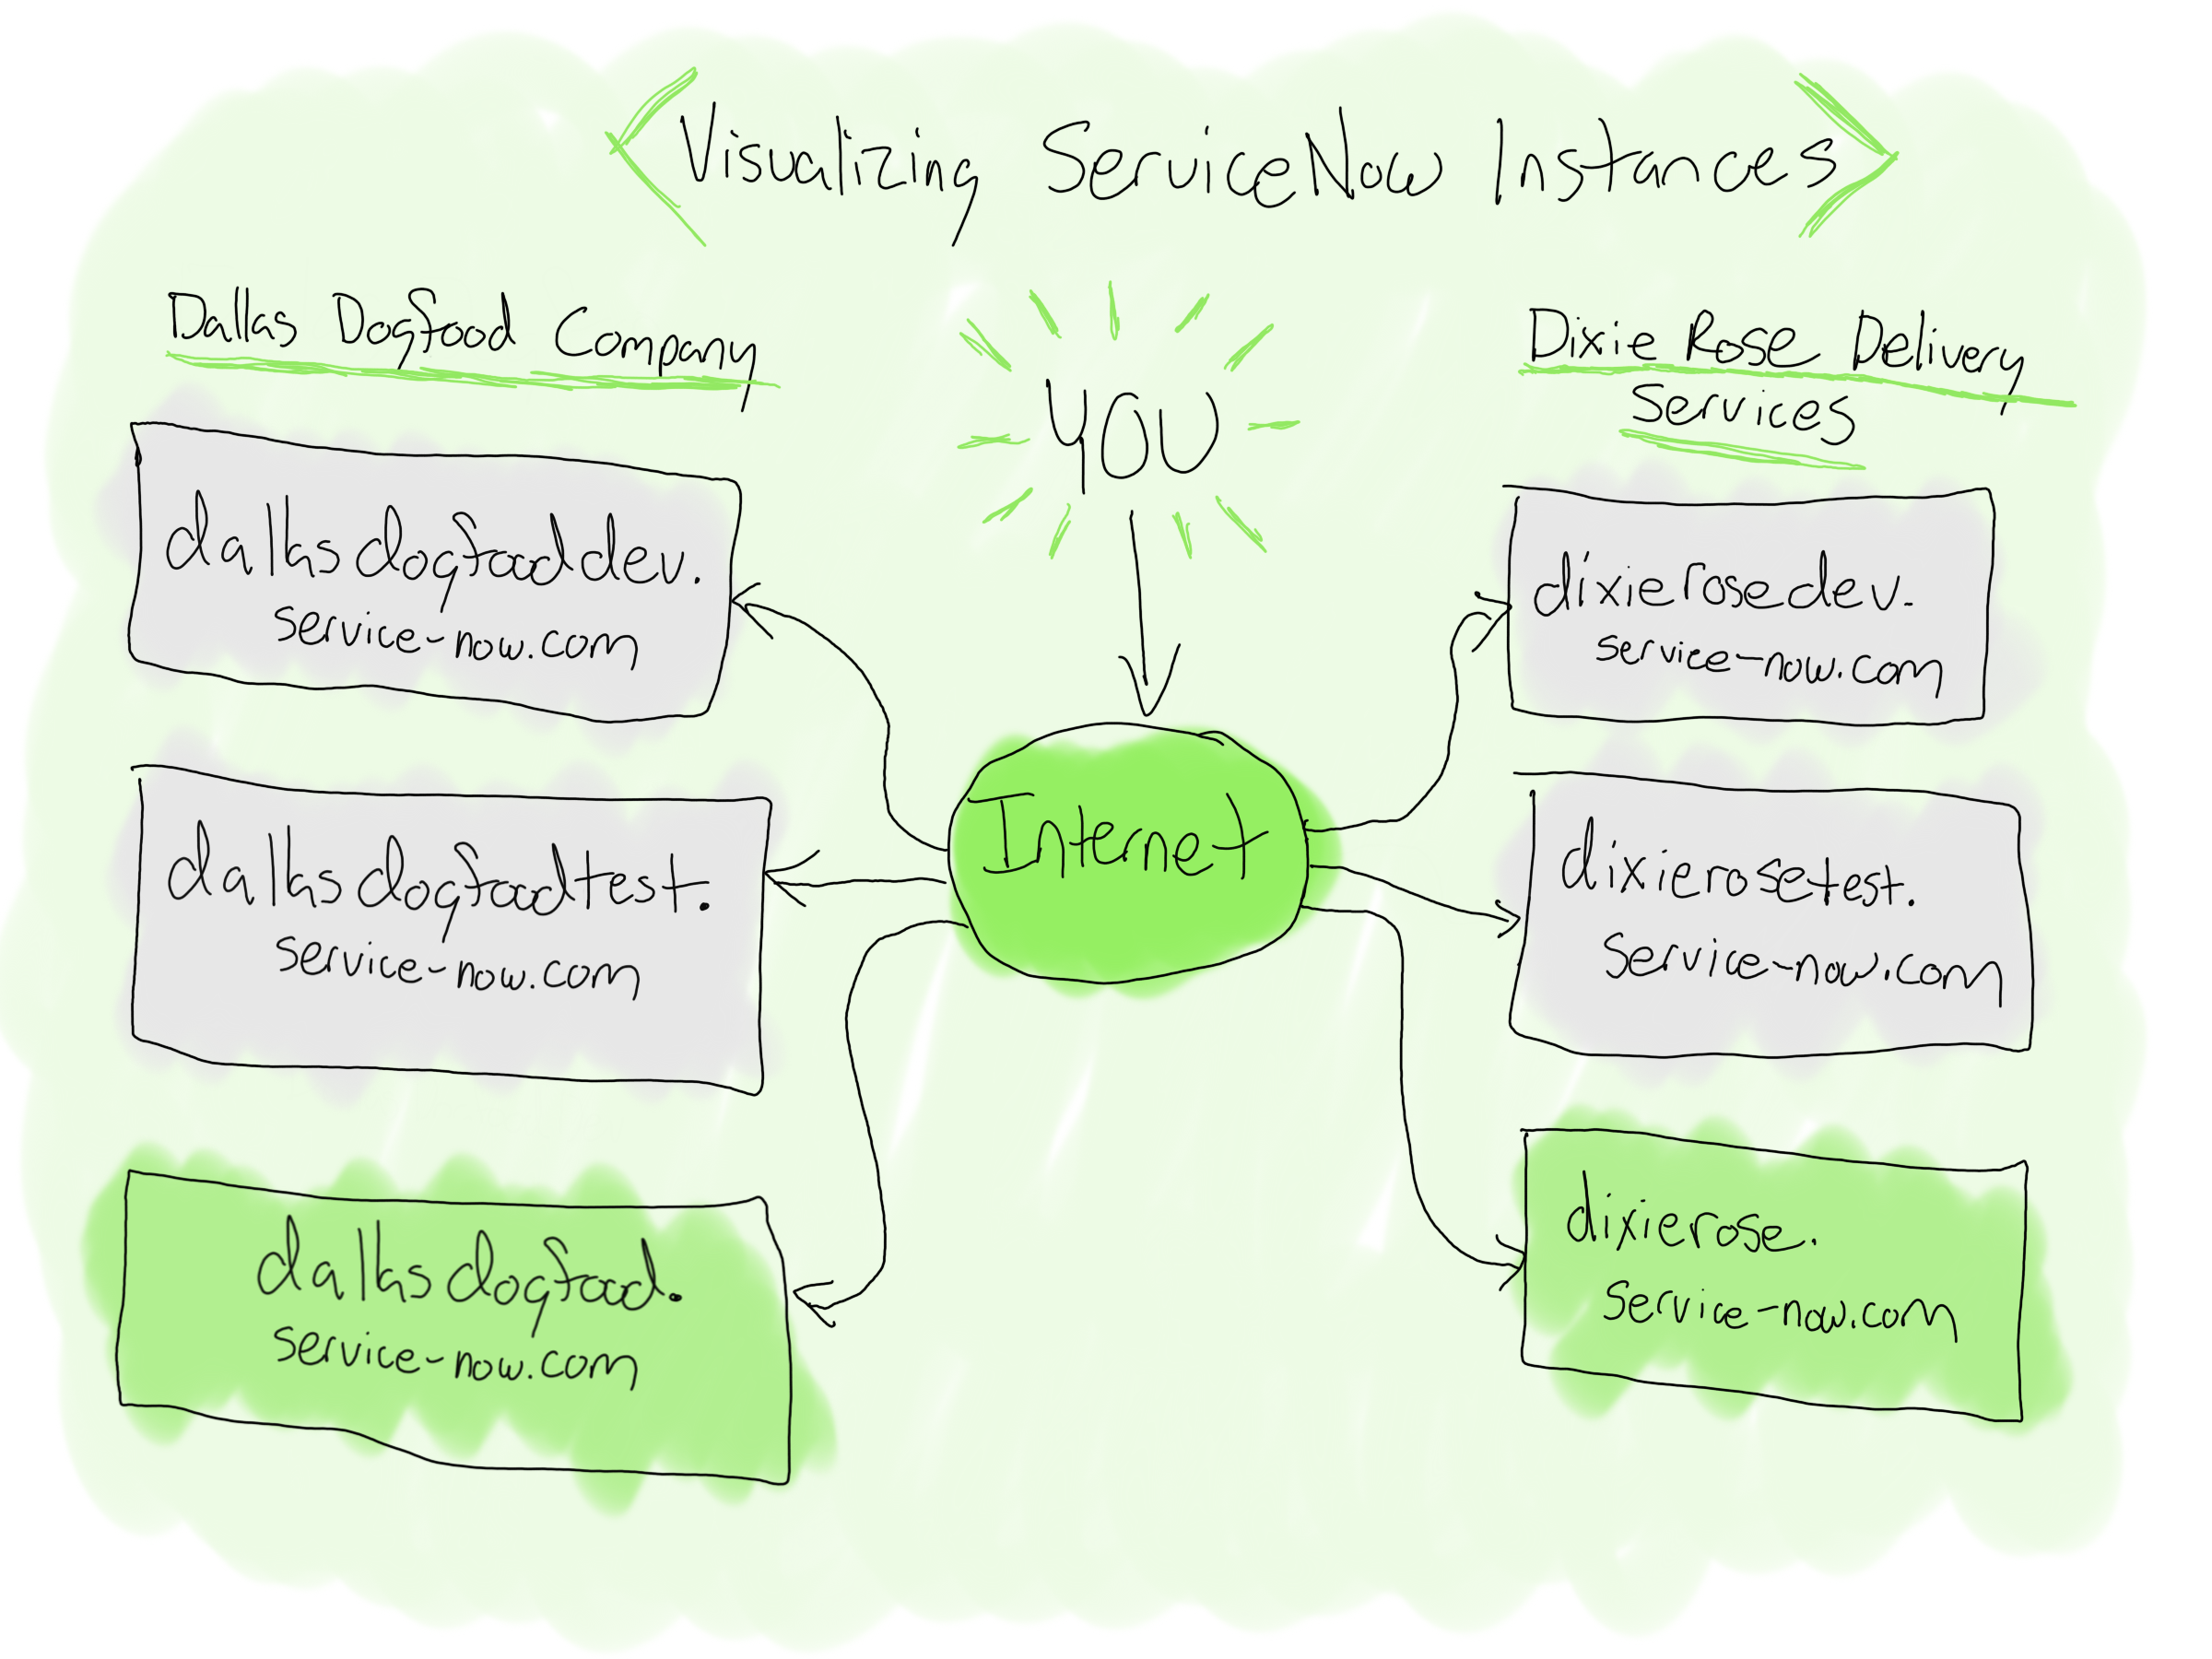 Visualizing ServiceNow Instances
Dallas Dogfood Company
dallasdogfooddev.
service-now.com
dallasdogfoodtest.
service-now.com
dallasdogfood.
service-now.com
YOU
Internet
Dixie Rose Delivery
Services
dixierosedev.
service-now.com
dixierosetest.
service-now.com
dixierose.
service-now.com